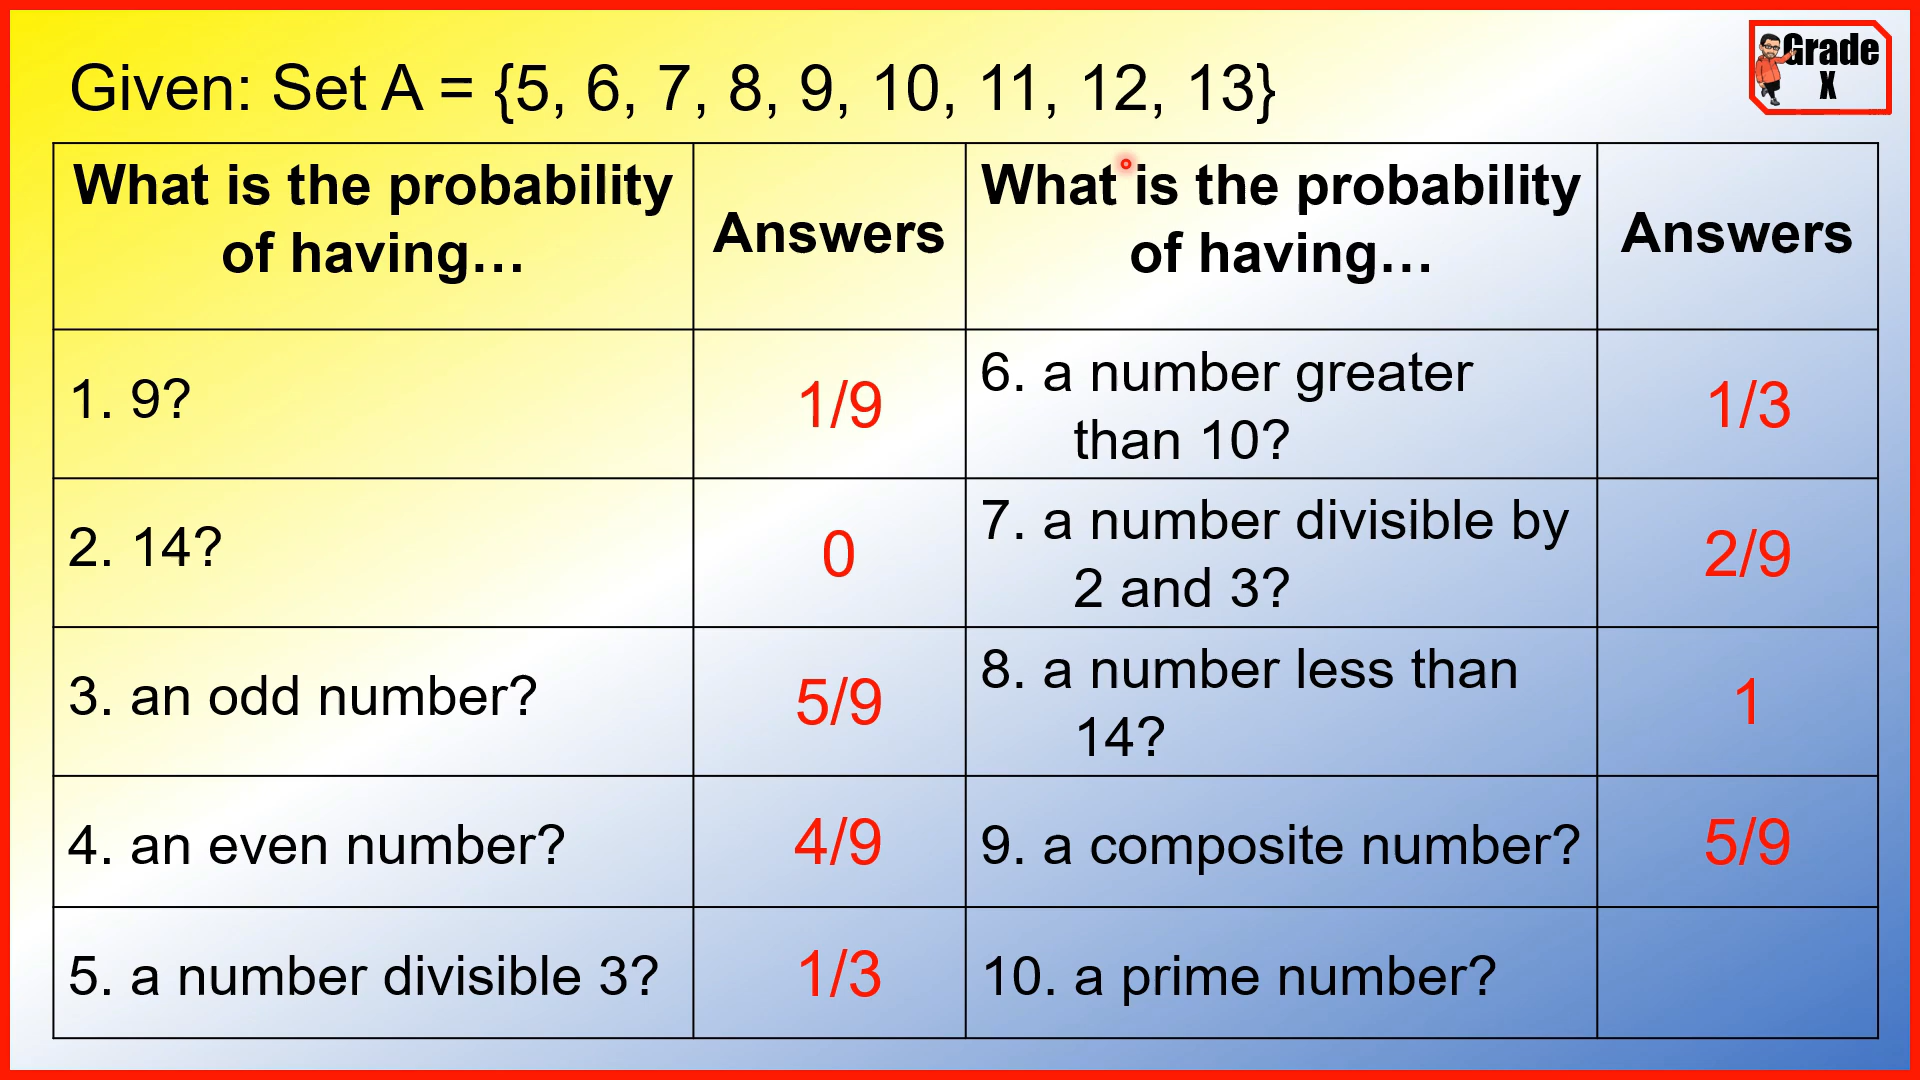 Given: Set A = {5, 6, 7, 8, 9, 10, 11, 12, 13}
Grade
X
What is the probability
of having…
Answers
What is the probability
of having…
Answers
1. 9?
1/9
6. a number greater
than 10?
1/3
2. 14?
0
7. a number divisible by
2 and 3?
2/9
3. an odd number?
5/9
8. a number less than
14?
1
4. an even number?
4/9
9. a composite number?
5/9
5. a number divisible 3?
1/3
10. a prime number?